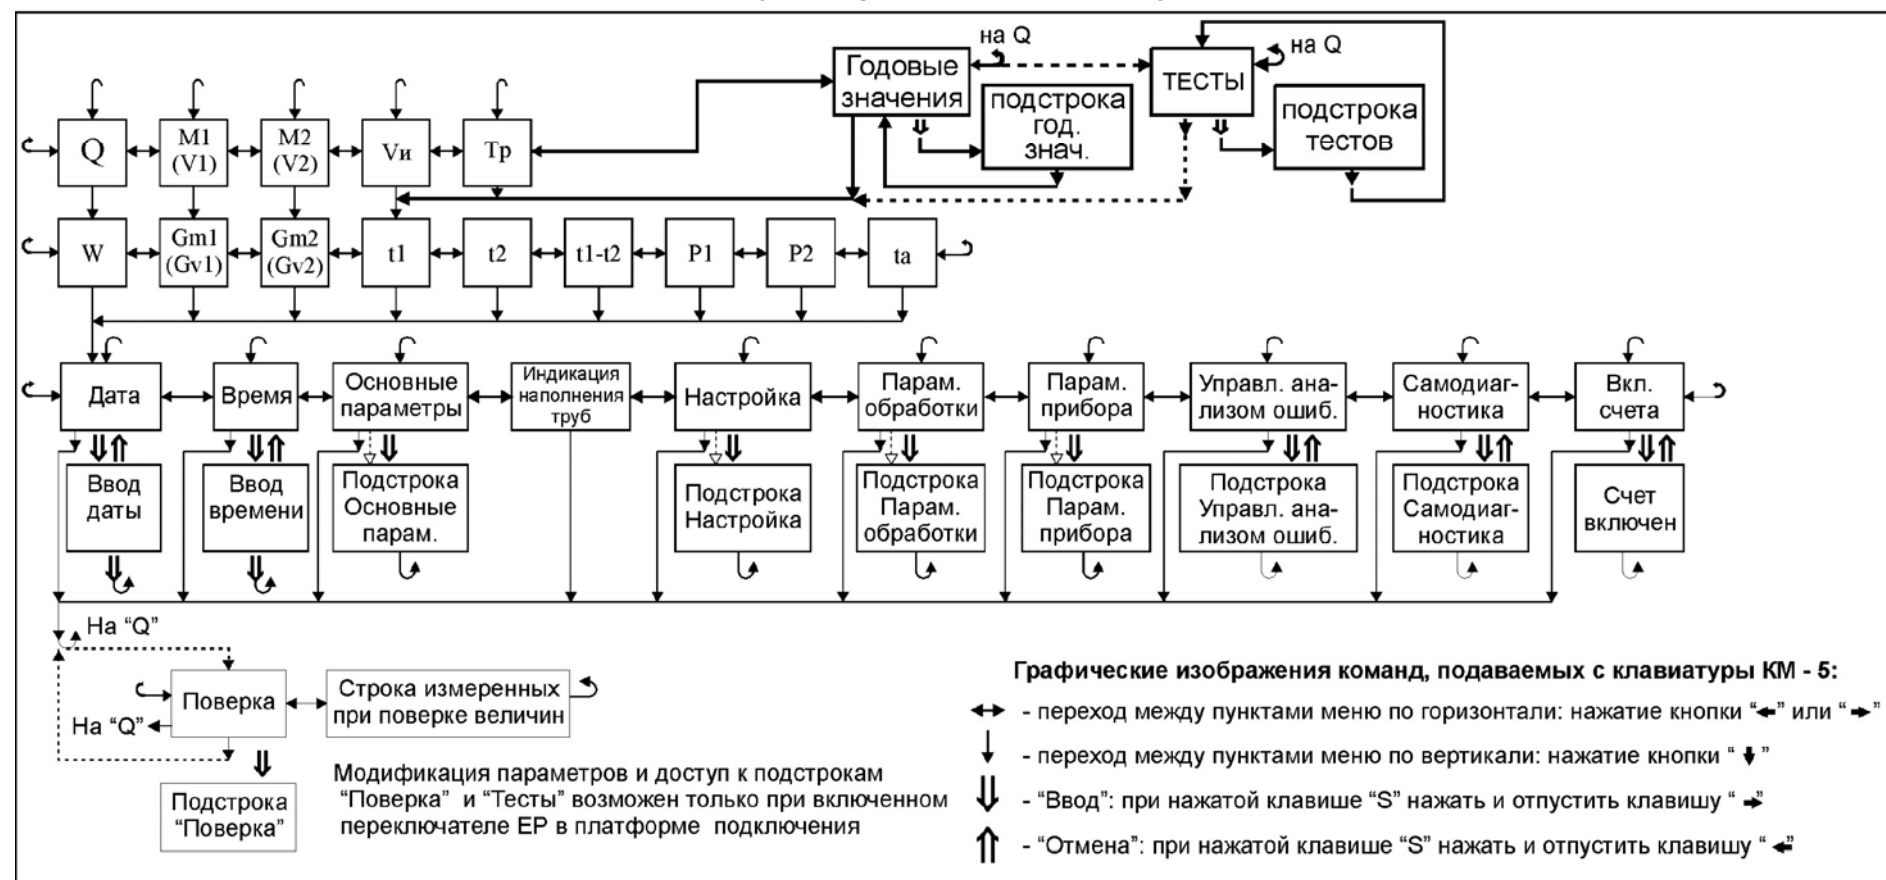 на Q
на Q
Годовые
значения
ТЕСТЫ
подстрока
год.
знач.
подстрока
тестов
Q
M1
(V1)
M2
(V2)
Vи
Тр
W
Gm1
(Gv1)
Gm2
(Gv2)
t1
t2
t1-t2
P1
P2
ta
Дата
Время
Основные
параметры
Индикация
наполнения
труб
Настройка
Парам.
обработки
Парам.
прибора
Управл. ана-
лизом ошиб.
Самодиаг-
ностика
Вкл.
счета
Ввод
даты
Ввод
времени
Подстрока
Основные
парам.
Подстрока
Настройка
Подстрока
Парам.
обработки
Подстрока
Парам.
прибора
Подстрока
Управл. ана-
лизом ошиб.
Подстрока
Самодиаг-
ностика
Счет
включен
На “Q”
Поверка
Строка измеренных
при поверке величин
На “Q”
Подстрока
“Поверка”
Модификация параметров и доступ к подстрокам
“Поверка” и “Тесты” возможен только при включенном
переключателе ЕР в платформе подключения
Графические изображения команд, подаваемых с клавиатуры КМ - 5:
- переход между пунктами меню по горизонтали: нажатие кнопки “←” или “→”
- переход между пунктами меню по вертикали: нажатие кнопки “↓”
- “Ввод”: при нажатой клавише “S” нажать и отпустить клавишу “→”
- “Отмена”: при нажатой клавише “S” нажать и отпустить клавишу “←”